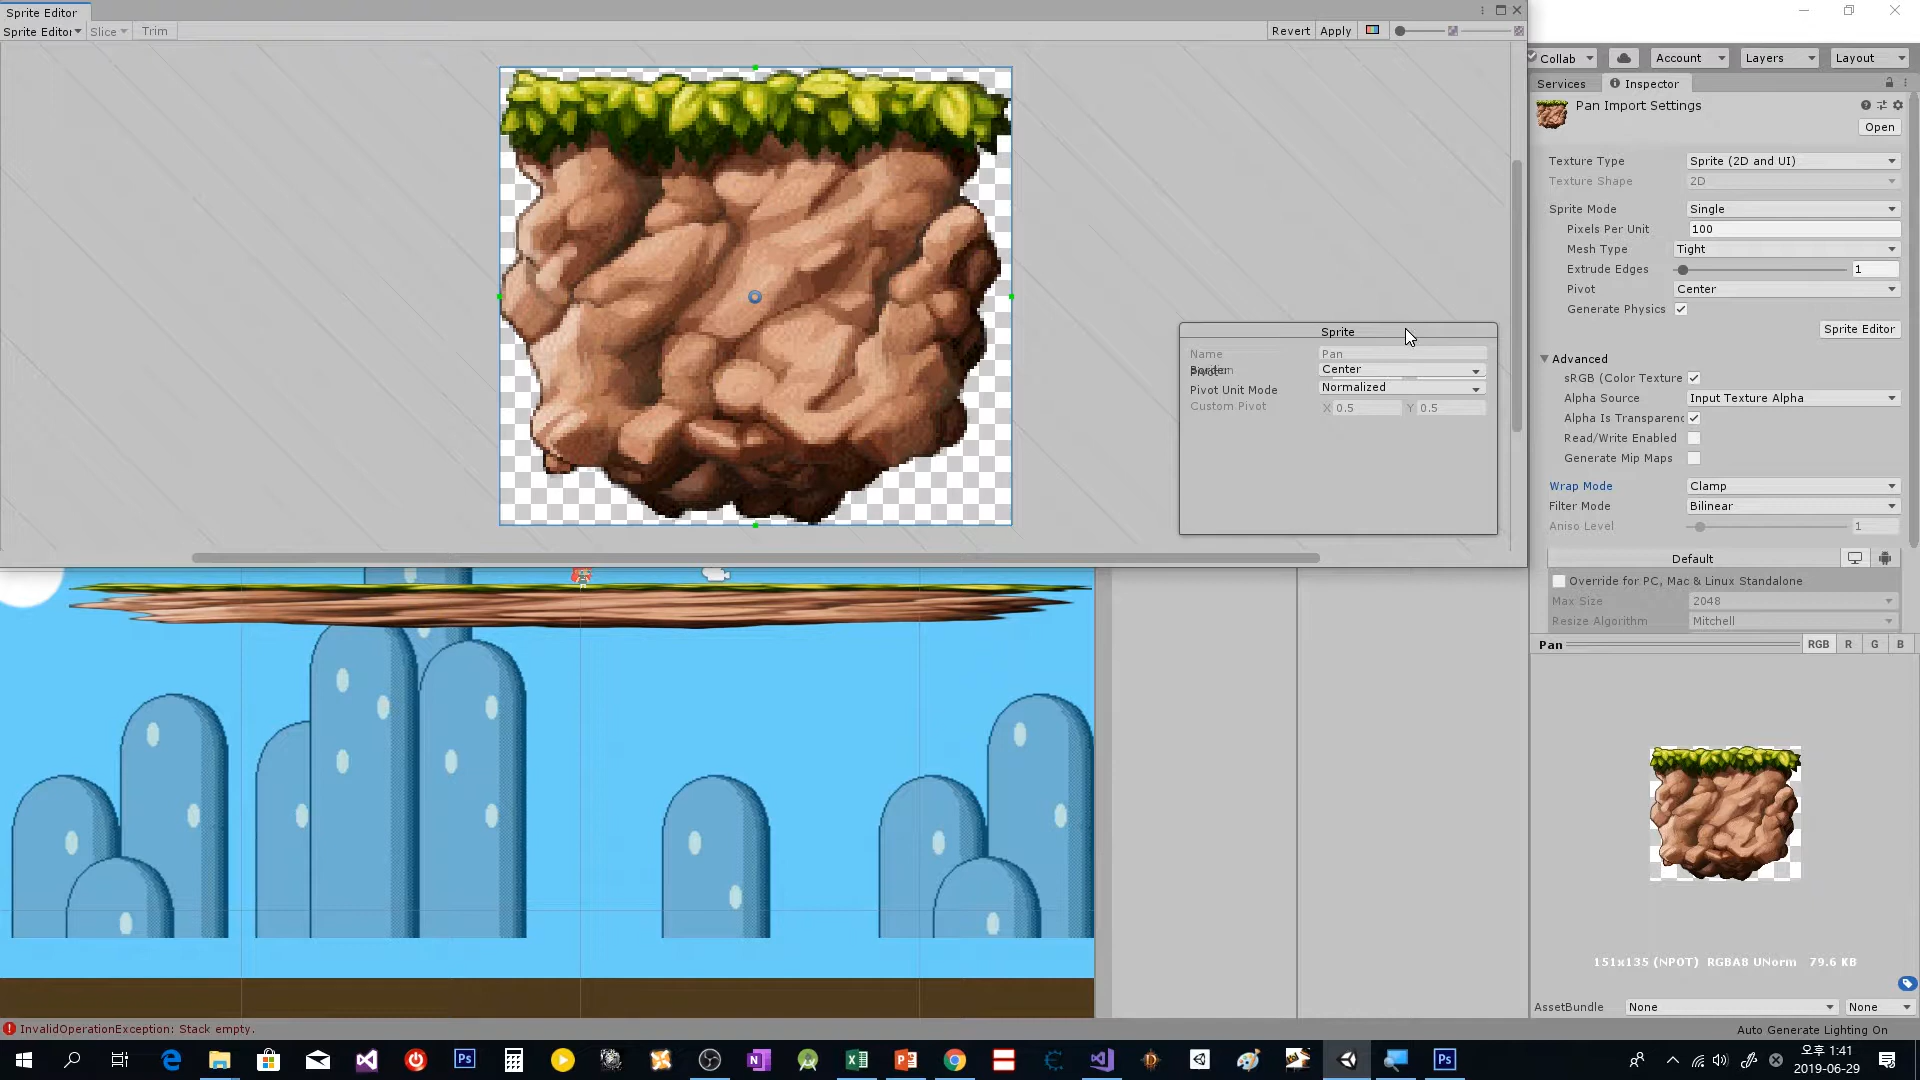 Sprite Editor
Sprite Editor
Slice
Trim
Revert
Apply
Collab
Account
Layers
Layout
Services
Inspector
Pan Import Settings
Open
Texture Type
Sprite (2D and UI)
Texture Shape
2D
Sprite Mode
Single
Pixels Per Unit
100
Mesh Type
Tight
Extrude Edges
1
Pivot
Center
Generate Physics
Sprite Editor
Sprite
Name
Pan
Center
Pivot Unit Mode
Normalized
Custom Pivot
X 0.5
Y 0.5
Advanced
sRGB (Color Texture
Alpha Source
Input Texture Alpha
Alpha Is Transparenc
Read/Write Enabled
Generate Mip Maps
Wrap Mode
Clamp
Filter Mode
Bilinear
Aniso Level
1
Default
Override for PC, Mac & Linux Standalone
Max Size
2048
Resize Algorithm
Mitchell
Pan
RGB
R
G
B
151x135 (NPOT) RGBA8 UNorm 79.6 KB
AssetBundle
None
None
InvalidOperationException: Stack empty.
Auto Generate Lighting On
오후 1:41
2019-06-29